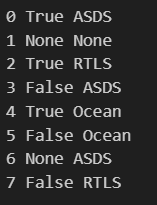 0 True ASDS
1 None None
2 True RTLS
3 False ASDS
4 True Ocean
5 False Ocean
6 None ASDS
7 False RTLS